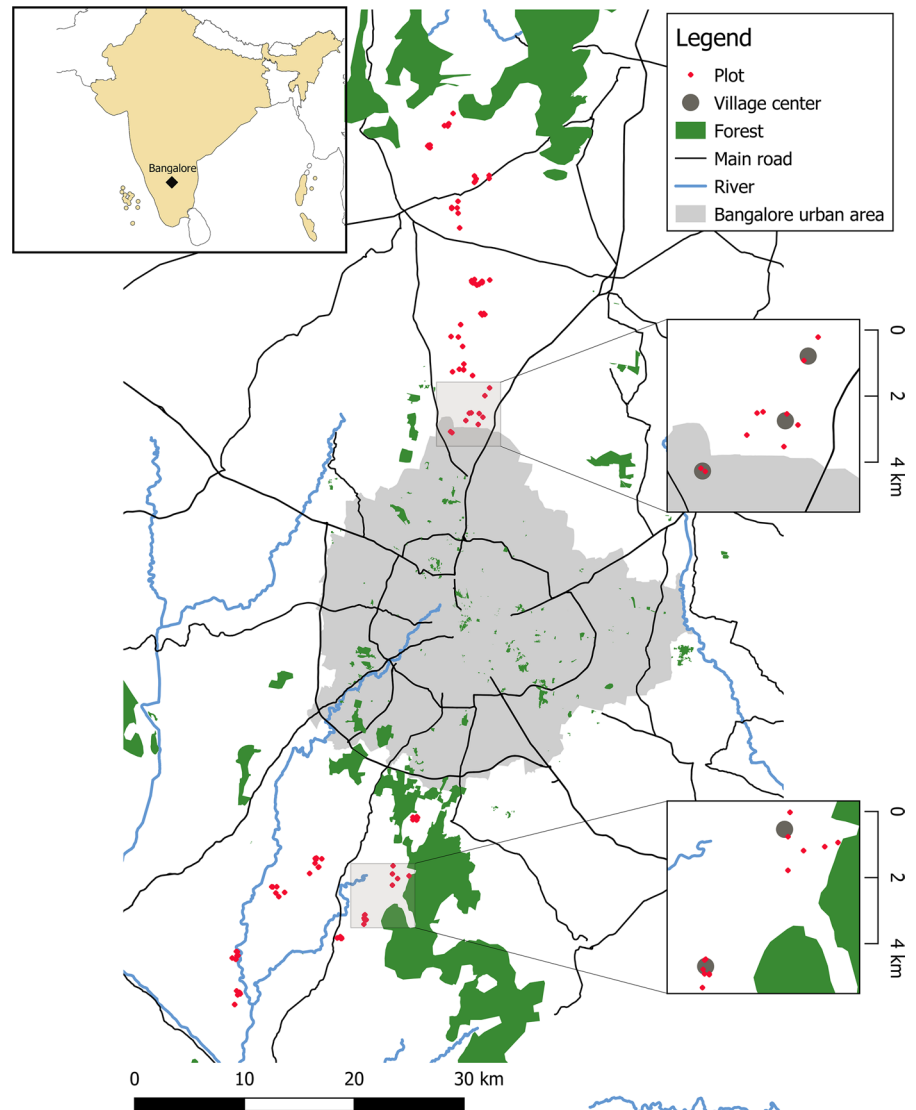 Bangalore
Legend
Plot
Village center
Forest
Main road
River
Bangalore urban area
0
2
4 km
0
2
4 km
0 10 20 30 km